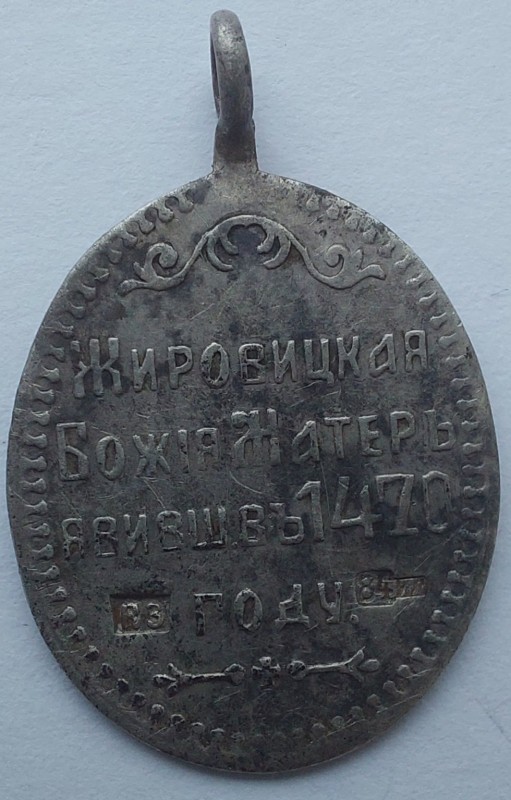 ЖИРОВИЦКАЯ
БОЖІЯ МАТЕРЬ
ЯВИВШ ВЪ 1470
ВЗ ГОДУ. 84